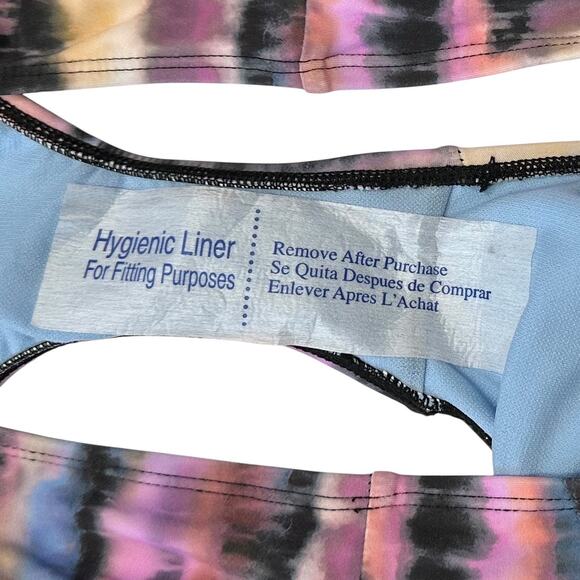 Hygienic Liner
For Fitting Purposes
Remove After Purchase
Se Quita Despues de Comprar
Enlever Apres L'Achat